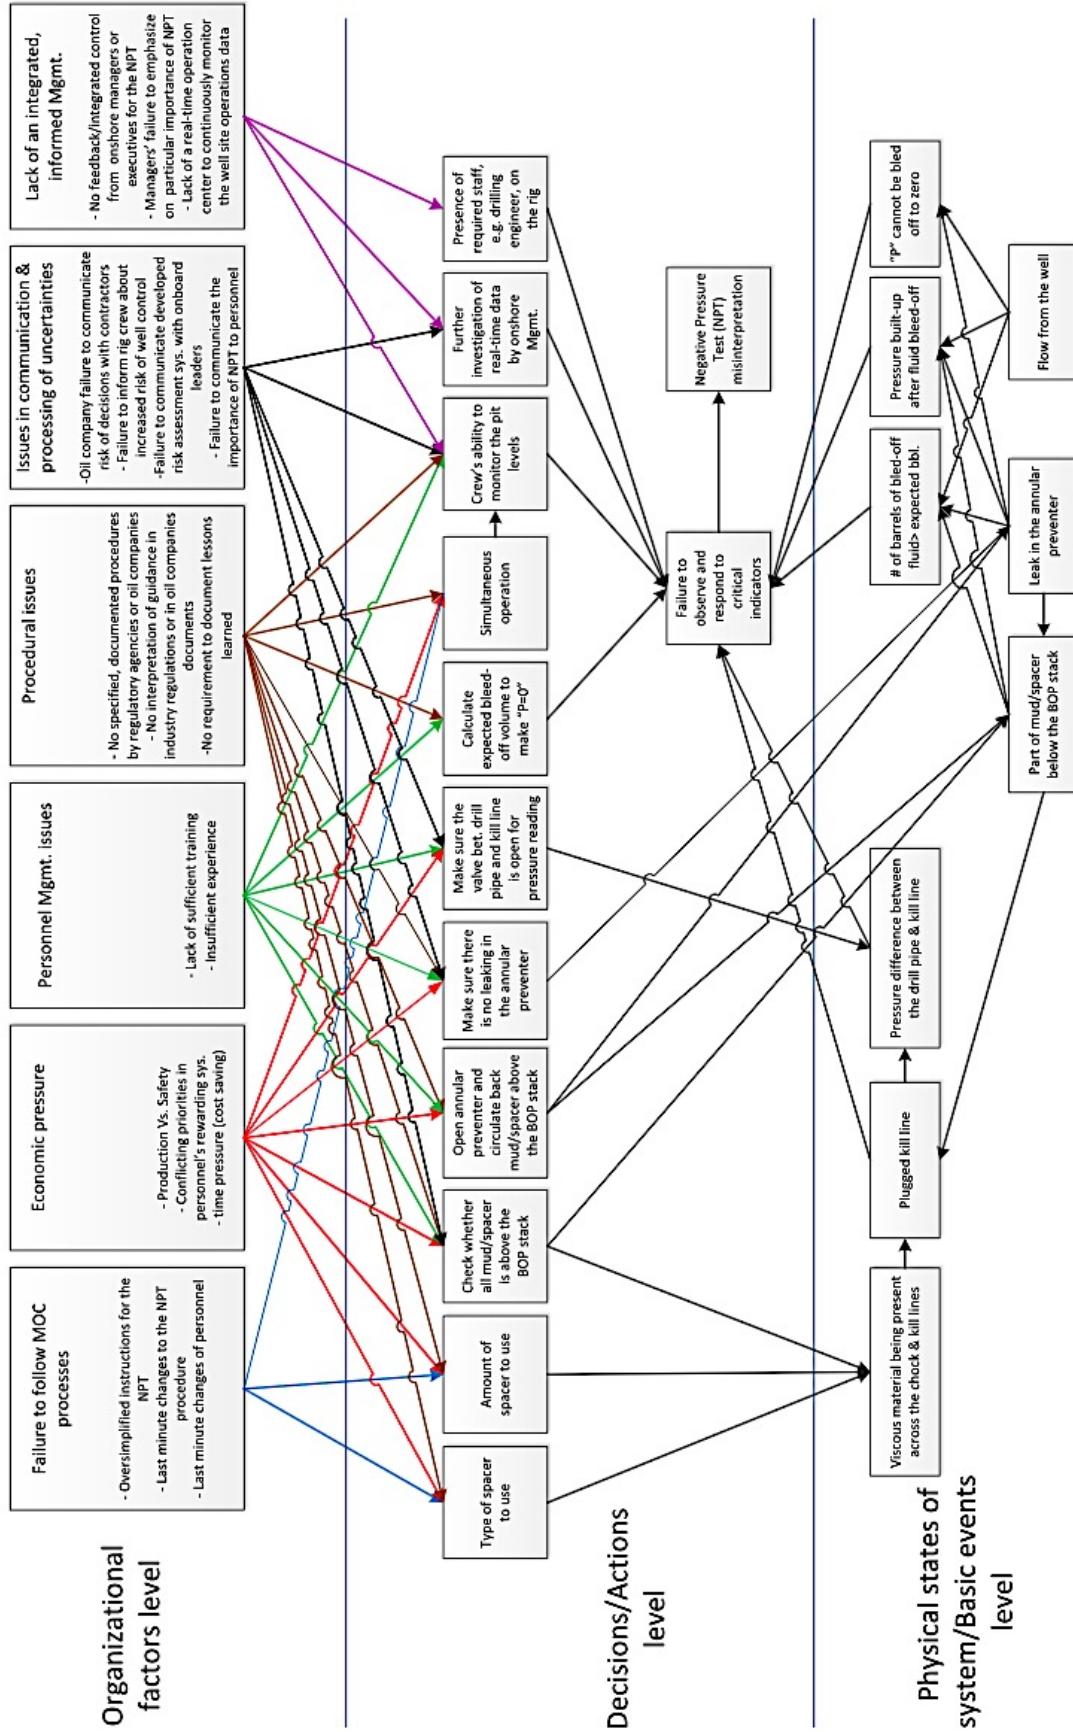 Organizational
factors level
Failure to follow MOC
processes
- Oversimplified instructions for the
NPT
- Last minute changes to the NPT
procedure
- Last minute changes of personnel
Economic pressure
- Production Vs. Safety
- Conflicting priorities in
personnel's rewarding sys.
- time pressure (cost saving)
Personnel Mgmt. issues
- Lack of sufficient training
- Insufficient experience
Procedural issues
- No specified, documented procedures
by regulatory agencies or oil companies
- No interpretation of guidance in
industry regulations or in oil companies
documents
-No requirement to document lessons
learned
Issues in communication &
processing of uncertainties
-Oil company failure to communicate
risk of decisions with contractors
- Failure to inform rig crew about
increased risk of well control
-Failure to communicate developed
risk assessment sys. with onboard
leaders
- Failure to communicate the
importance of NPT to personnel
Lack of an integrated,
informed Mgmt.
- No feedback/integrated control
from onshore managers or
executives for the NPT
- Managers' failure to emphasize
on particular importance of NPT
- Lack of a real-time operation
center to continuously monitor
the well site operations data
Decisions/Actions
level
Type of spacer
to use
Amount of
spacer to use
Check whether
all mud/spacer
is above the
BOP stack
Open annular
preventer and
circulate back
mud/spacer above
the BOP stack
Make sure there
is no leaking in
the annular
preventer
Make sure the
valve bet. drill
pipe and kill line
is open for
pressure reading
Calculate
expected bleed-
off volume to
make "P=0"
Simultaneous
operation
Crew's ability to
monitor the pit
levels
Further
investigation of
real-time data
by onshore
Mgmt.
Presence of
required staff,
e.g. drilling
engineer, on
the rig
Failure to
observe and
respond to
critical
indicators
Negative Pressure
Test (NPT)
misinterpretation
Physical states of
system/Basic events
level
Viscous material being present
across the chock & kill lines
Plugged kill line
Pressure difference between
the drill pipe & kill line
# of barrels of bled-off
fluid> expected bbl.
Pressure built-up
after fluid bleed-off
"P" cannot be bled
off to zero
Part of mud/spacer
below the BOP stack
Leak in the annular
preventer
Flow from the well